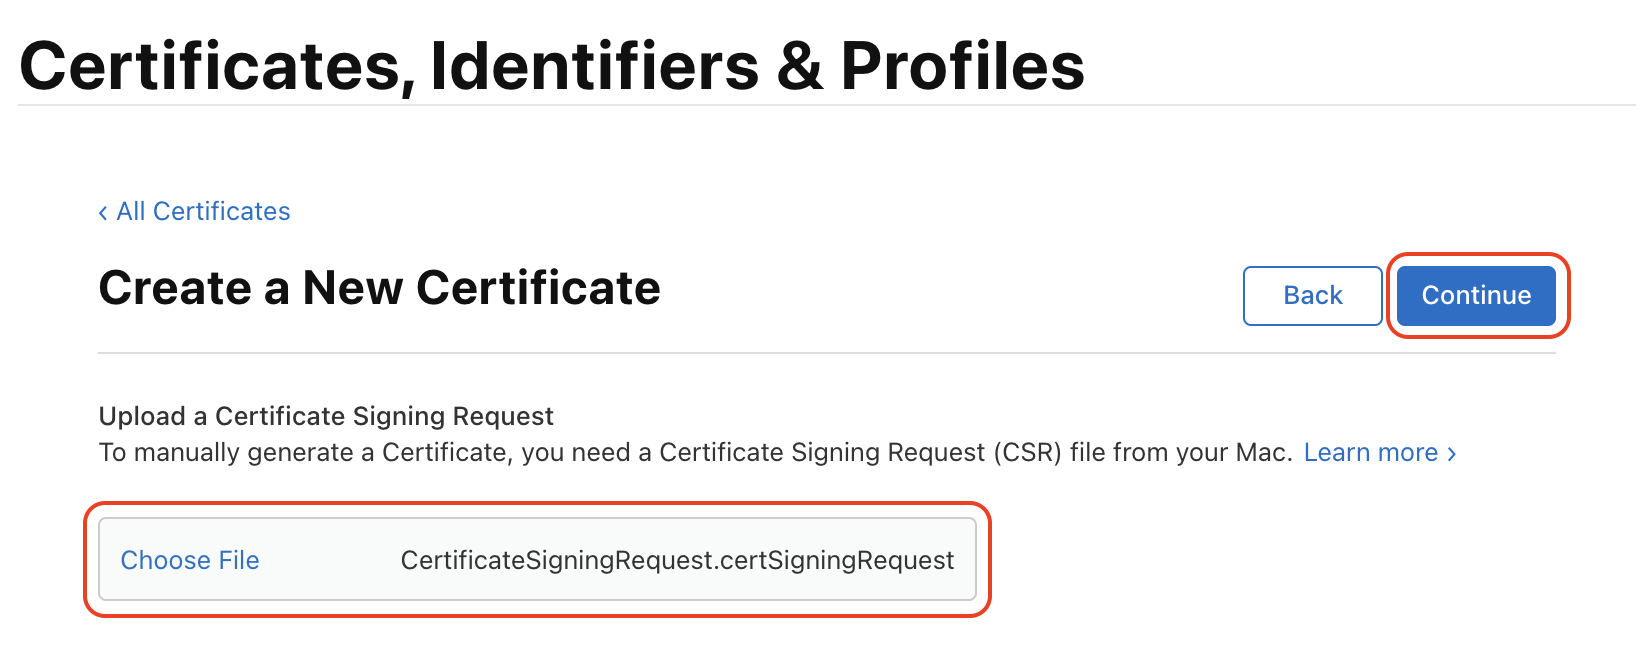 Certificates, Identifiers & Profiles
‹ All Certificates
Create a New Certificate
Back
Continue
Upload a Certificate Signing Request
To manually generate a Certificate, you need a Certificate Signing Request (CSR) file from your Mac. Learn more ›
Choose File CertificateSigningRequest.certSigningRequest